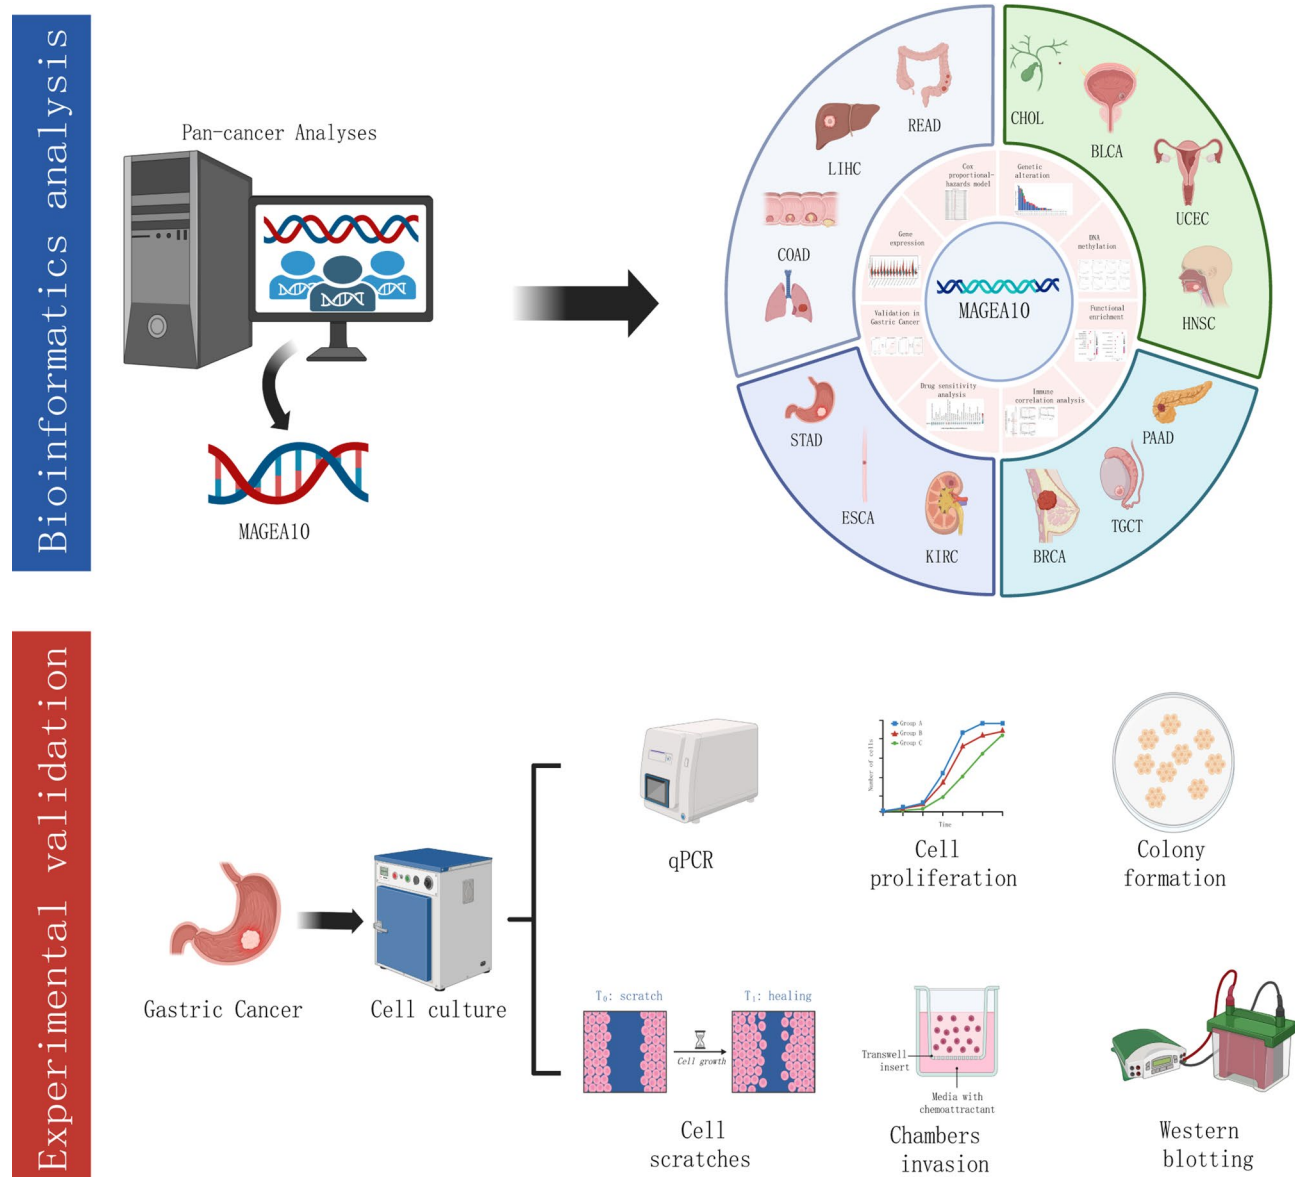 Bioinformatics analysis
Pan-cancer Analyses
MAGEA10
READ
LIHC
COAD
CHOL
BLCA
UCEC
HNSC
STAD
ESCA
KIRC
PAAD
TGCT
BRCA
Cox
proportional-
hazards model
Genetic
alteration
Gene
expression
DNA
methylation
Validation in
Gastric Cancer
Functional
enrichment
Drug sensitivity
analysis
Immune
correlation analysis
MAGEA10
Experimental validation
Gastric Cancer
Cell culture
qPCR
Number of cells
Group A
Group B
Group C
Time
Cell
proliferation
Colony
formation
T₀: scratch
T₁: healing
Cell growth
Cell
scratches
Transwell
insert
Media with
chemoattractant
Chambers
invasion
Western
blotting